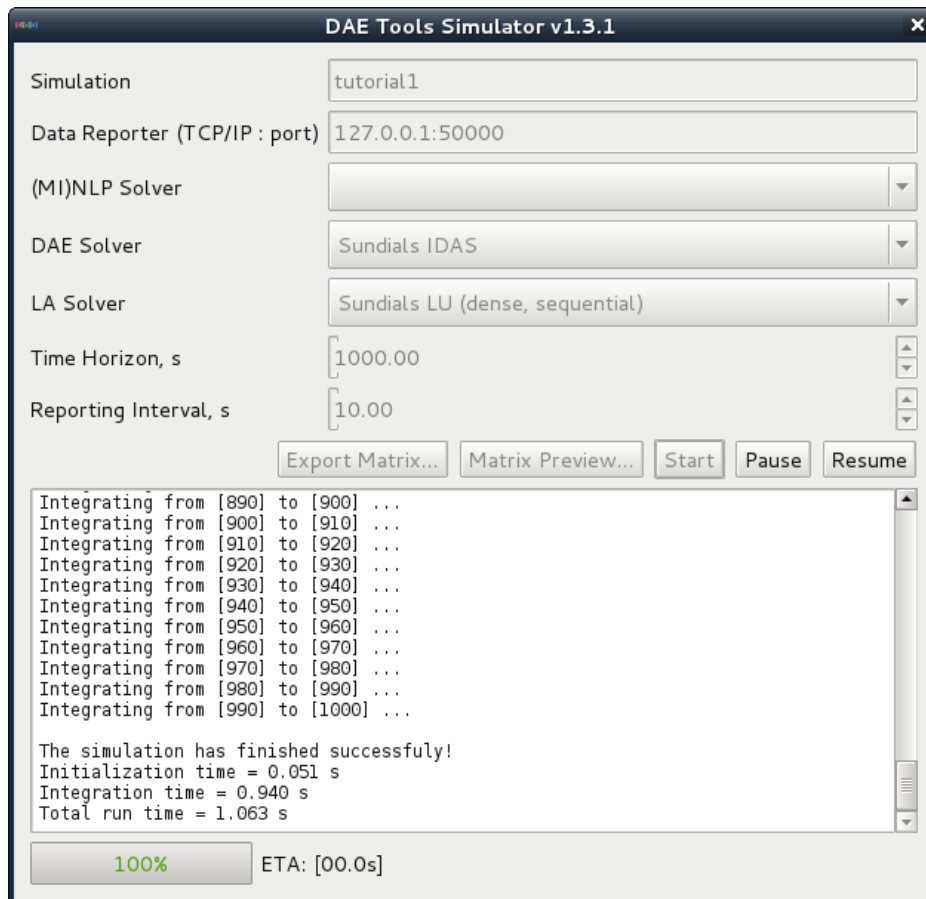 DAE Tools Simulator v1.3.1
Simulation tutorial1
Data Reporter (TCP/IP : port) 127.0.0.1:50000
(MI)NLP Solver
DAE Solver Sundials IDAS
LA Solver Sundials LU (dense, sequential)
Time Horizon, s 1000.00
Reporting Interval, s 10.00
Export Matrix... Matrix Preview... Start Pause Resume
Integrating from [890] to [900] ...
Integrating from [900] to [910] ...
Integrating from [910] to [920] ...
Integrating from [920] to [930] ...
Integrating from [930] to [940] ...
Integrating from [940] to [950] ...
Integrating from [950] to [960] ...
Integrating from [960] to [970] ...
Integrating from [970] to [980] ...
Integrating from [980] to [990] ...
Integrating from [990] to [1000] ...
The simulation has finished successfuly!
Initialization time = 0.051 s
Integration time = 0.940 s
Total run time = 1.063 s
100% ETA: [00.0s]